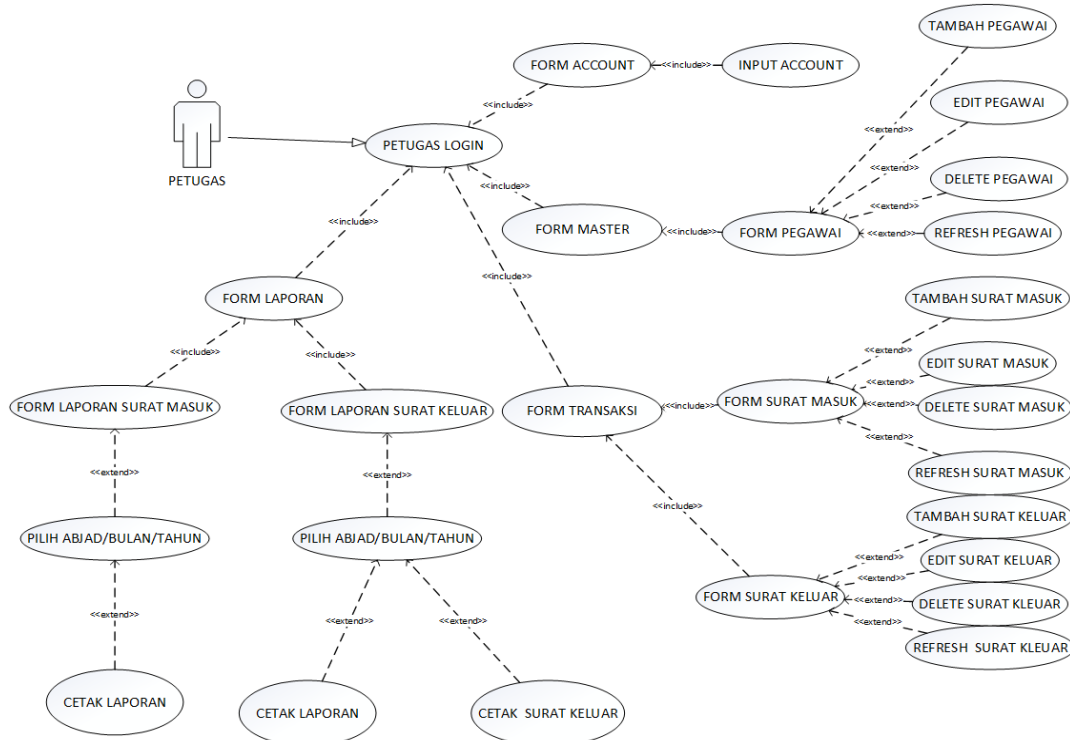 TAMBAH PEGAWAI
FORM ACCOUNT
<<include>>
INPUT ACCOUNT
EDIT PEGAWAI
<<include>>
<<extend>>
PETUGAS LOGIN
PETUGAS
<<extend>>
DELETE PEGAWAI
<<include>>
<<extend>>
<<include>>
FORM MASTER
<<include>>
FORM PEGAWAI
<<extend>>
REFRESH PEGAWAI
<<include>>
FORM LAPORAN
TAMBAH SURAT MASUK
<<include>>
<<include>>
<<extend>>
EDIT SURAT MASUK
<<extend>>
FORM LAPORAN SURAT MASUK
FORM LAPORAN SURAT KELUAR
FORM TRANSAKSI
<<include>>
FORM SURAT MASUK
<<extend>>
DELETE SURAT MASUK
<<extend>>
<<extend>>
<<extend>>
REFRESH SURAT MASUK
<<include>>
TAMBAH SURAT KELUAR
PILIH ABJAD/BULAN/TAHUN
PILIH ABJAD/BULAN/TAHUN
<<extend>>
EDIT SURAT KELUAR
<<extend>>
FORM SURAT KELUAR
<<extend>>
DELETE SURAT KLEUAR
<<extend>>
<<extend>>
<<extend>>
<<extend>>
REFRESH  SURAT KLEUAR
CETAK LAPORAN
CETAK LAPORAN
CETAK  SURAT KELUAR